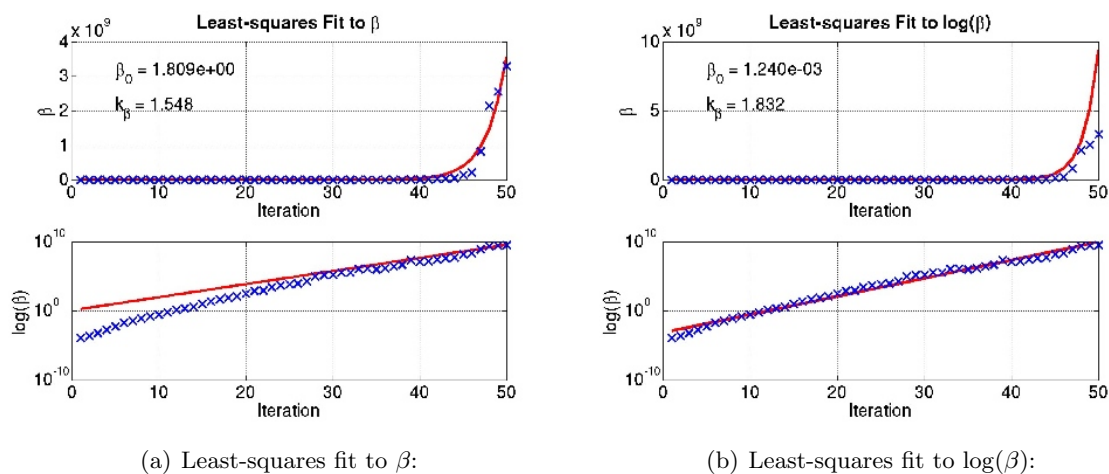 Least-squares Fit to β
x 10^9
4
3
2
1
0
β
β_0 = 1.809e+00
k_β = 1.548
0 10 20 30 40 50
Iteration
10^10
10^0
10^-10
log(β)
0 10 20 30 40 50
Iteration
(a) Least-squares fit to β:
Least-squares Fit to log(β)
x 10^9
10
5
0
β
β_0 = 1.240e-03
k_β = 1.832
0 10 20 30 40 50
Iteration
10^10
10^0
10^-10
log(β)
0 10 20 30 40 50
Iteration
(b) Least-squares fit to log(β):